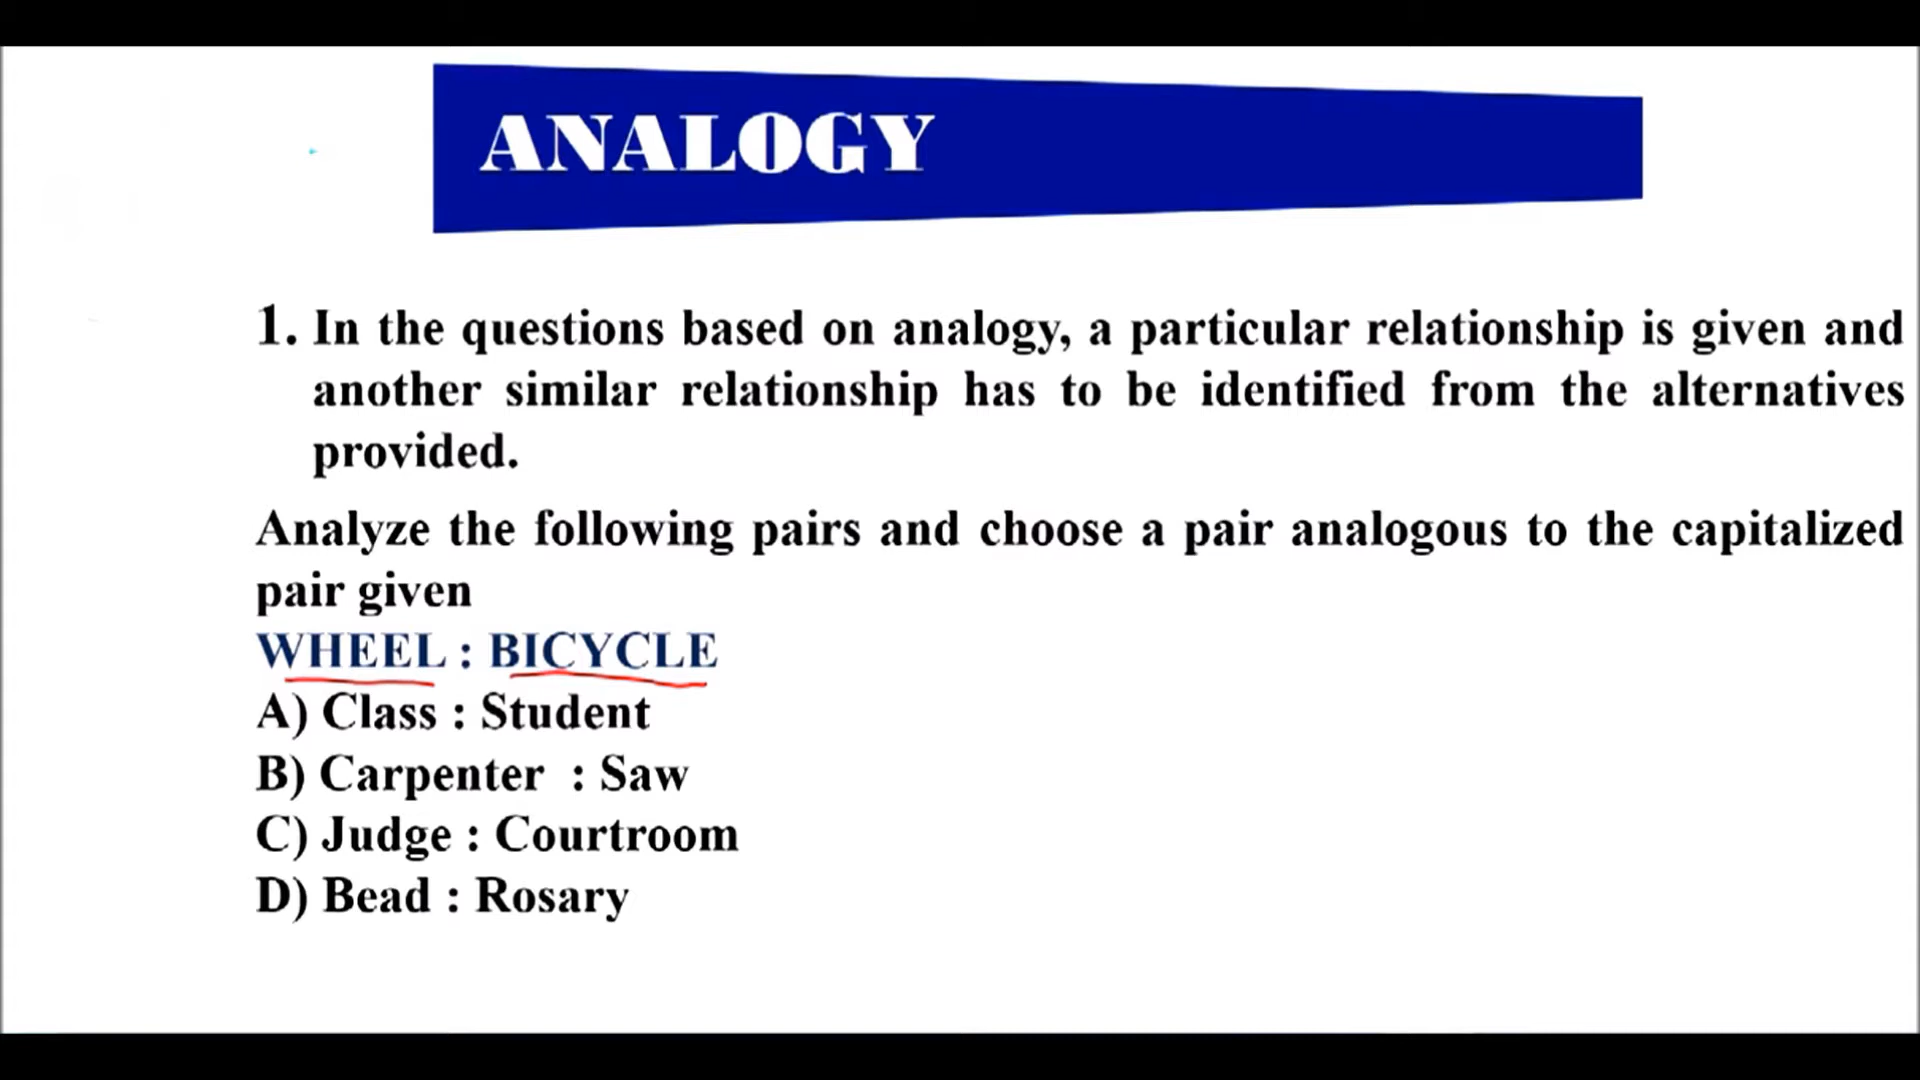 ANALOGY
1. In the questions based on analogy, a particular relationship is given and
another similar relationship has to be identified from the alternatives
provided.
Analyze the following pairs and choose a pair analogous to the capitalized
pair given
WHEEL : BICYCLE
A) Class : Student
B) Carpenter : Saw
C) Judge : Courtroom
D) Bead : Rosary